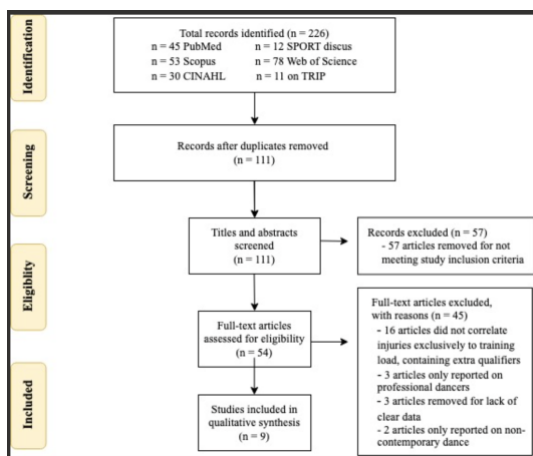 Identification
Total records identified (n = 226)
n = 45 PubMed n = 12 SPORT discus
n = 53 Scopus n = 78 Web of Science
n = 30 CINAHL n = 11 on TRIP
Screening
Records after duplicates removed
(n = 111)
Titles and abstracts
screened
(n = 111)
Records excluded (n = 57)
- 57 articles removed for not
meeting study inclusion criteria
Eligiblity
Full-text articles
assessed for eligibility
(n = 54)
Full-text articles excluded,
with reasons (n = 45)
- 16 articles did not correlate
injuries exclusively to training
load, containing extra qualifiers
- 3 articles only reported on
professional dancers
- 3 articles removed for lack of
clear data
- 2 articles only reported on non-
contemporary dance
Included
Studies included in
qualitative synthesis
(n = 9)